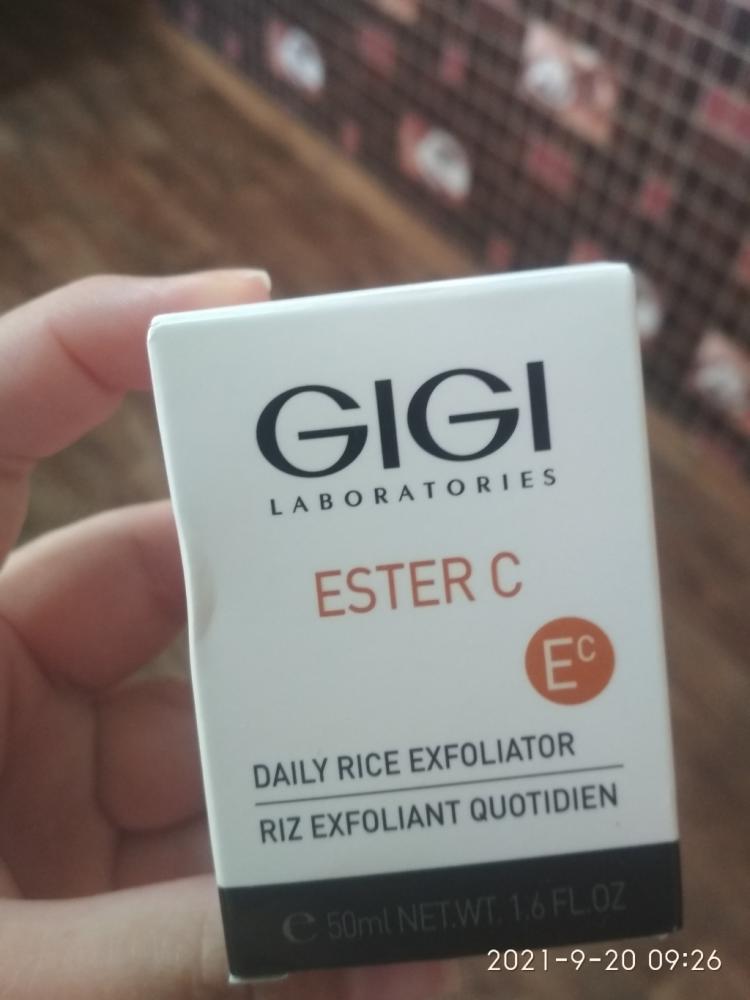 GIGI
LABORATORIES
ESTER C
EC
DAILY RICE EXFOLIATOR
RIZ EXFOLIANT QUOTIDIEN
℮ 50ml NET.WT. 1.6 FL.OZ
2021-9-20 09:26